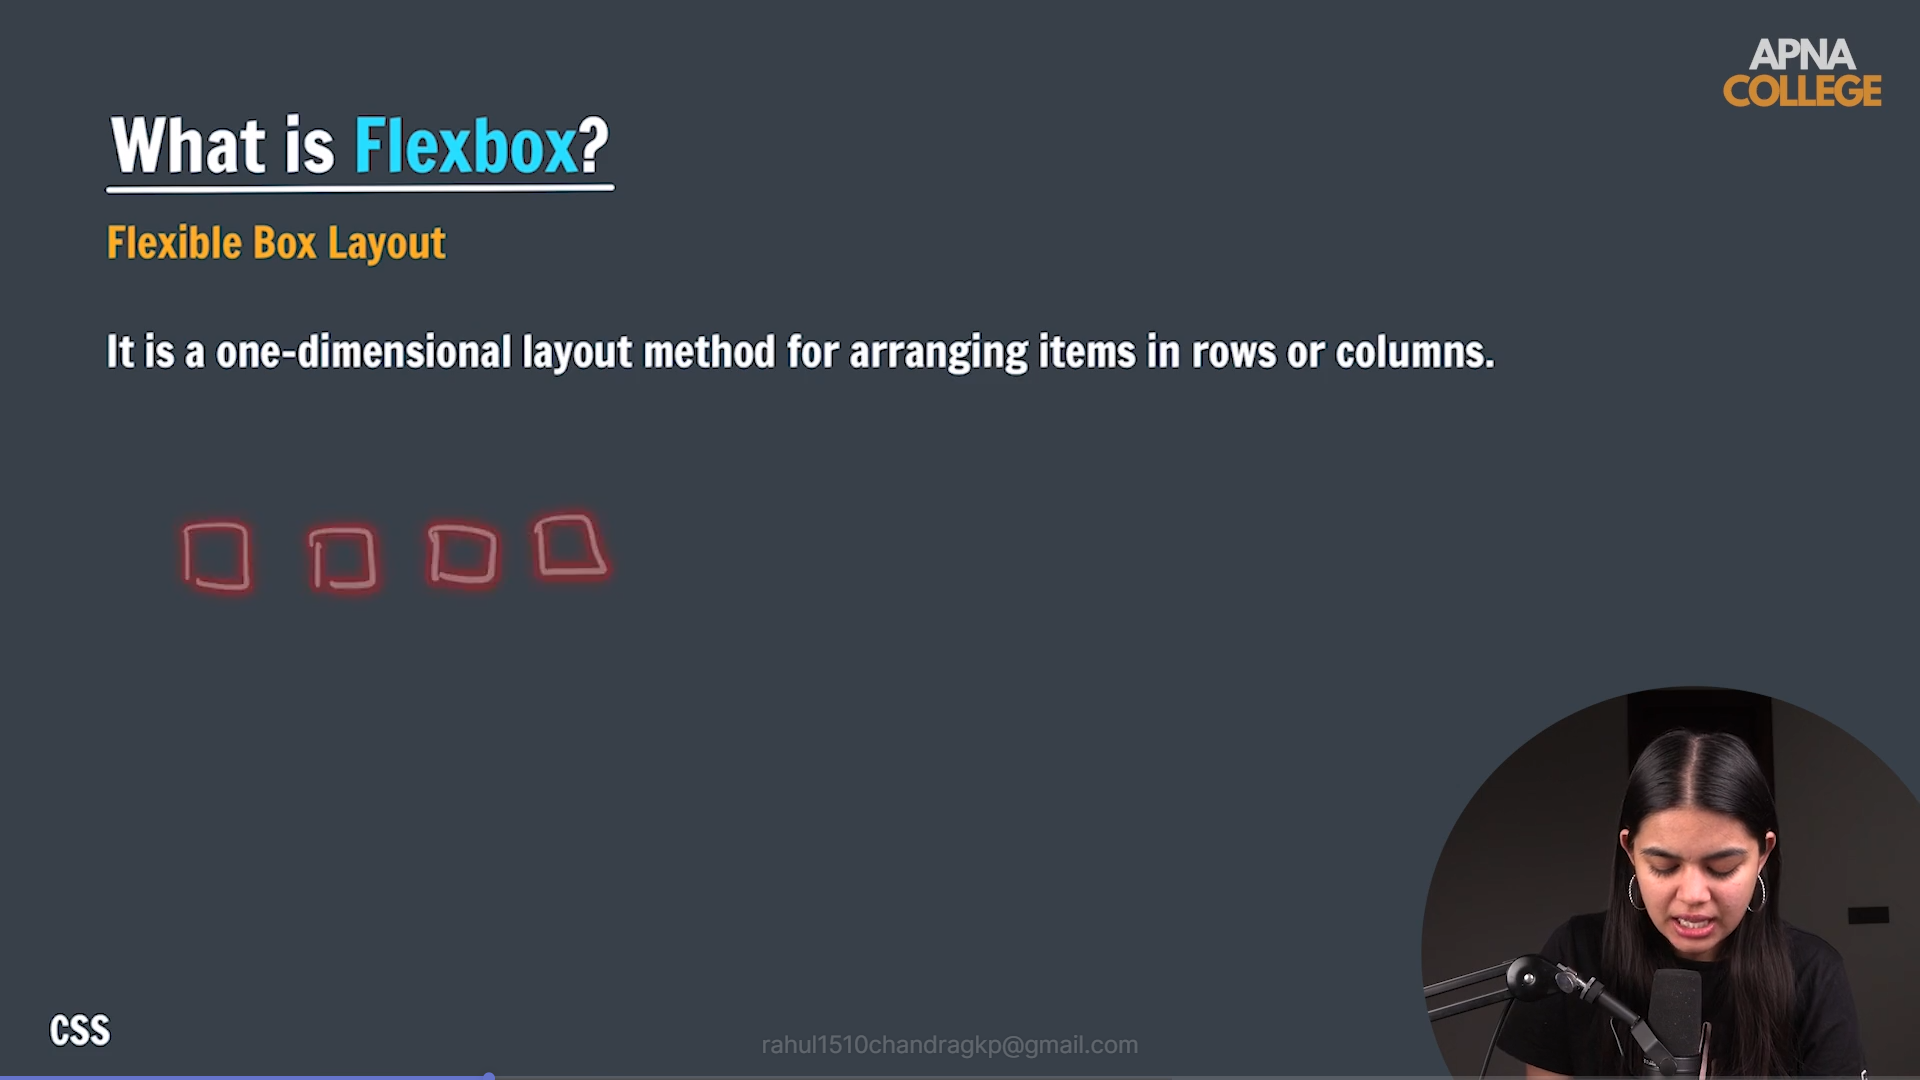 APNA
COLLEGE
What is Flexbox?
Flexible Box Layout
It is a one-dimensional layout method for arranging items in rows or columns.
CSS
rahul1510chandragkp@gmail.com